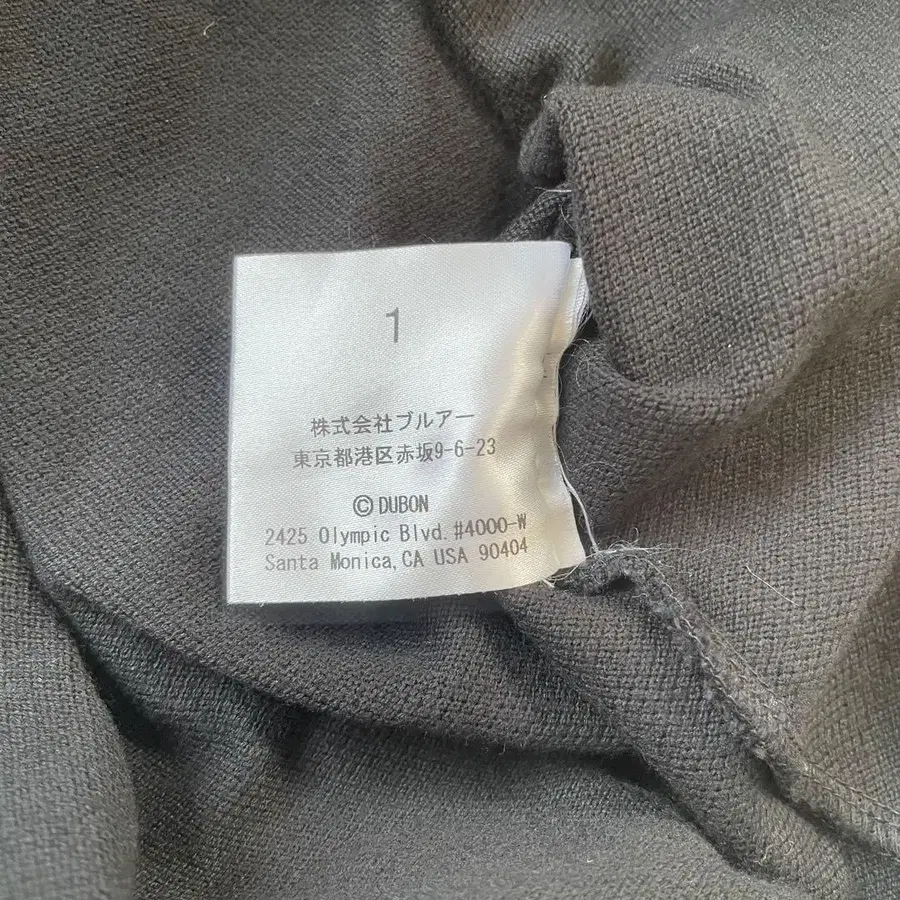 1
株式会社ブルアー
東京都港区赤坂9-6-23
©DUBON
2425 Olympic Blvd. #4000-W
Santa Monica, CA USA 90404